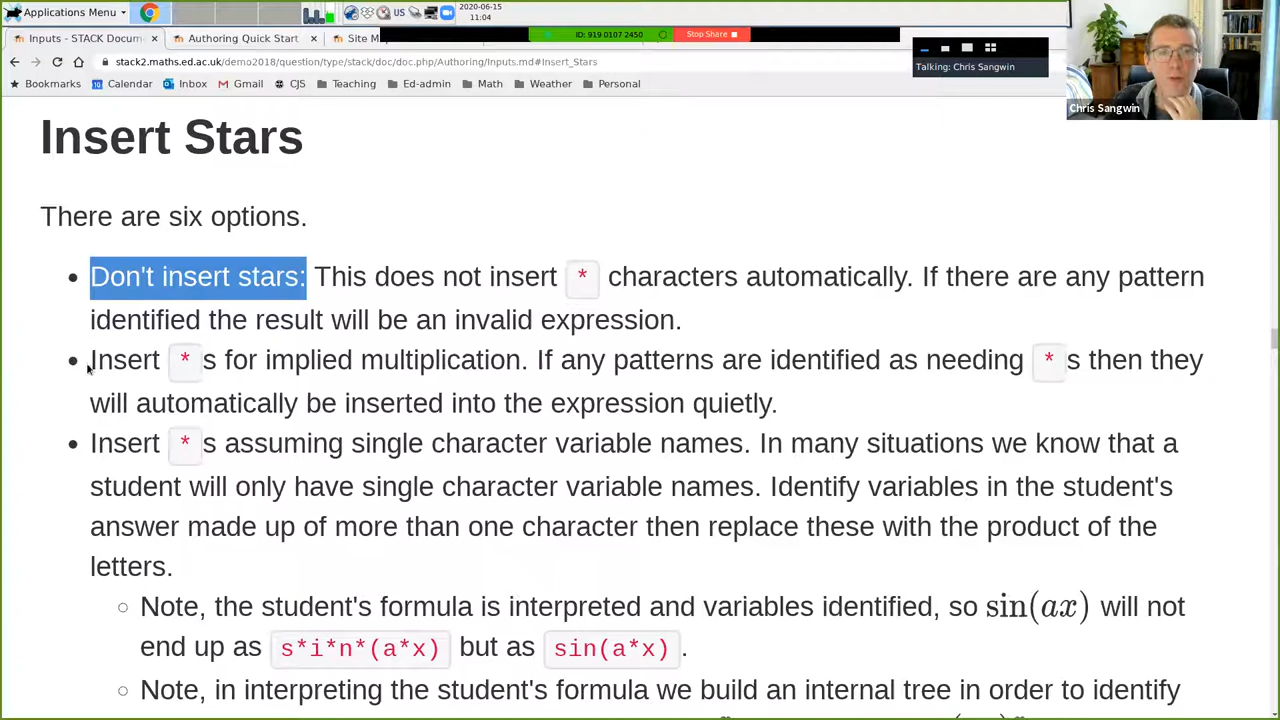 Applications Menu
US
2020-06-15
11:04
Inputs - STACK Docum
Authoring Quick Start
Site M
ID: 919 0107 2450
Stop Share
stack2.maths.ed.ac.uk/demo2018/question/type/stack/doc/doc.php/Authoring/Inputs.md#Insert_Stars
Talking: Chris Sangwin
Bookmarks
Calendar
Inbox
Gmail
CJS
Teaching
Ed-admin
Math
Weather
Personal
Chris Sangwin
Insert Stars
There are six options.
Don't insert stars: This does not insert * characters automatically. If there are any pattern
identified the result will be an invalid expression.
Insert * s for implied multiplication. If any patterns are identified as needing * s then they
will automatically be inserted into the expression quietly.
Insert * s assuming single character variable names. In many situations we know that a
student will only have single character variable names. Identify variables in the student's
answer made up of more than one character then replace these with the product of the
letters.
Note, the student's formula is interpreted and variables identified, so sin(ax) will not
end up as s*i*n*(a*x) but as sin(a*x) .
Note, in interpreting the student's formula we build an internal tree in order to identify